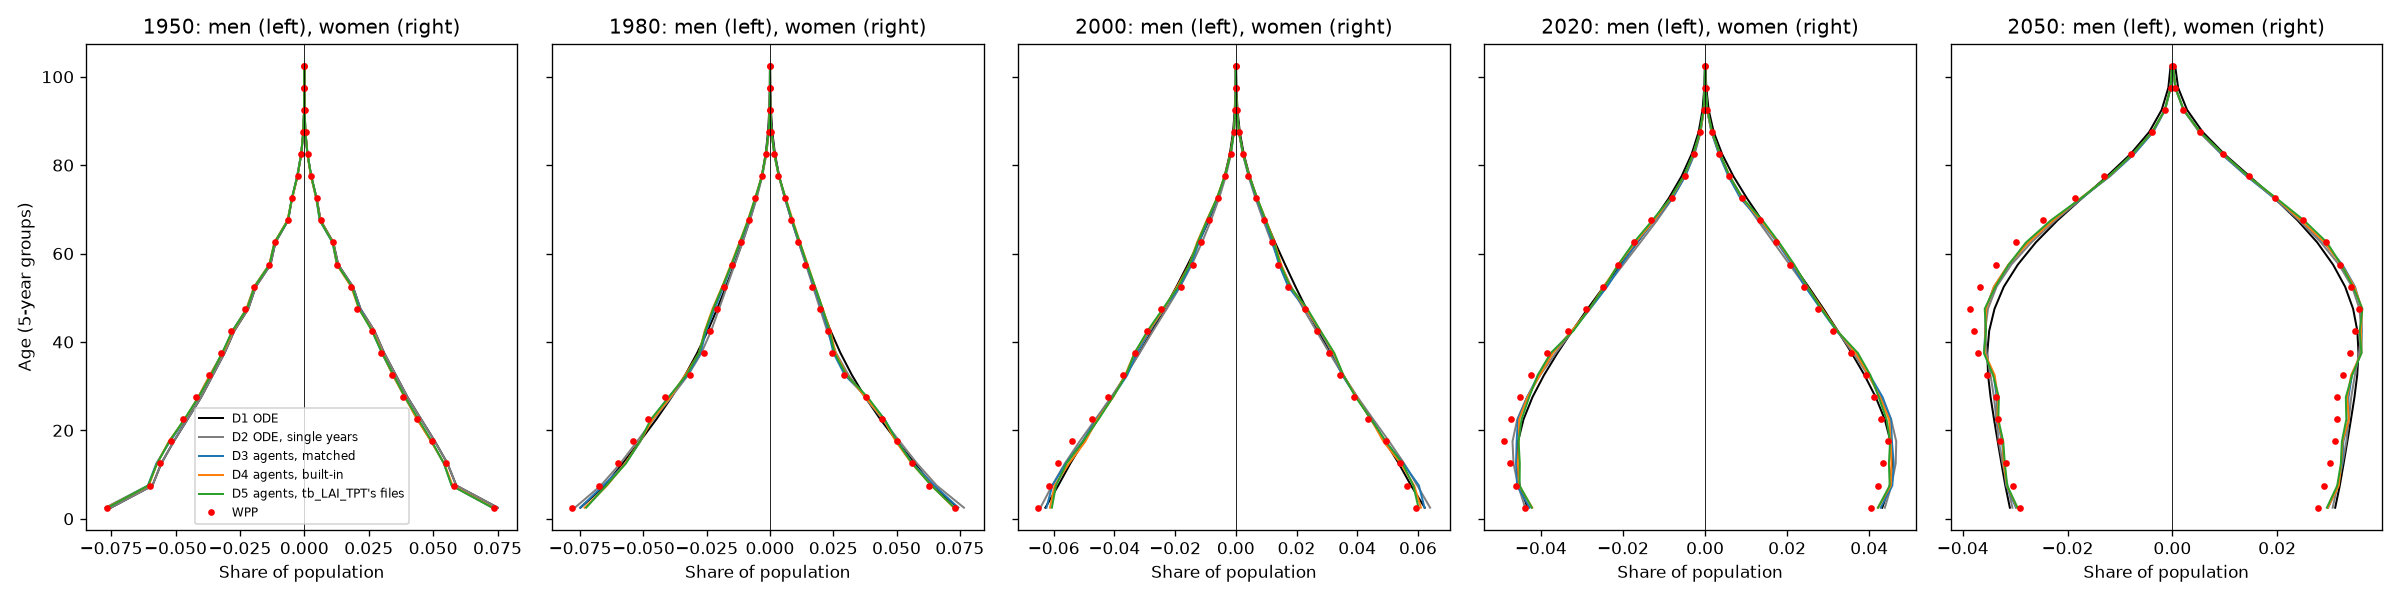 1950: men (left), women (right)
1980: men (left), women (right)
2000: men (left), women (right)
2020: men (left), women (right)
2050: men (left), women (right)
Age (5-year groups)
100
80
60
40
20
0
D1 ODE
D2 ODE, single years
D3 agents, matched
D4 agents, built-in
D5 agents, tb_LAI_TPT's files
WPP
−0.075 −0.050 −0.025 0.000 0.025 0.050 0.075
−0.075 −0.050 −0.025 0.000 0.025 0.050 0.075
−0.06 −0.04 −0.02 0.00 0.02 0.04 0.06
−0.04 −0.02 0.00 0.02 0.04
−0.04 −0.02 0.00 0.02
Share of population
Share of population
Share of population
Share of population
Share of population